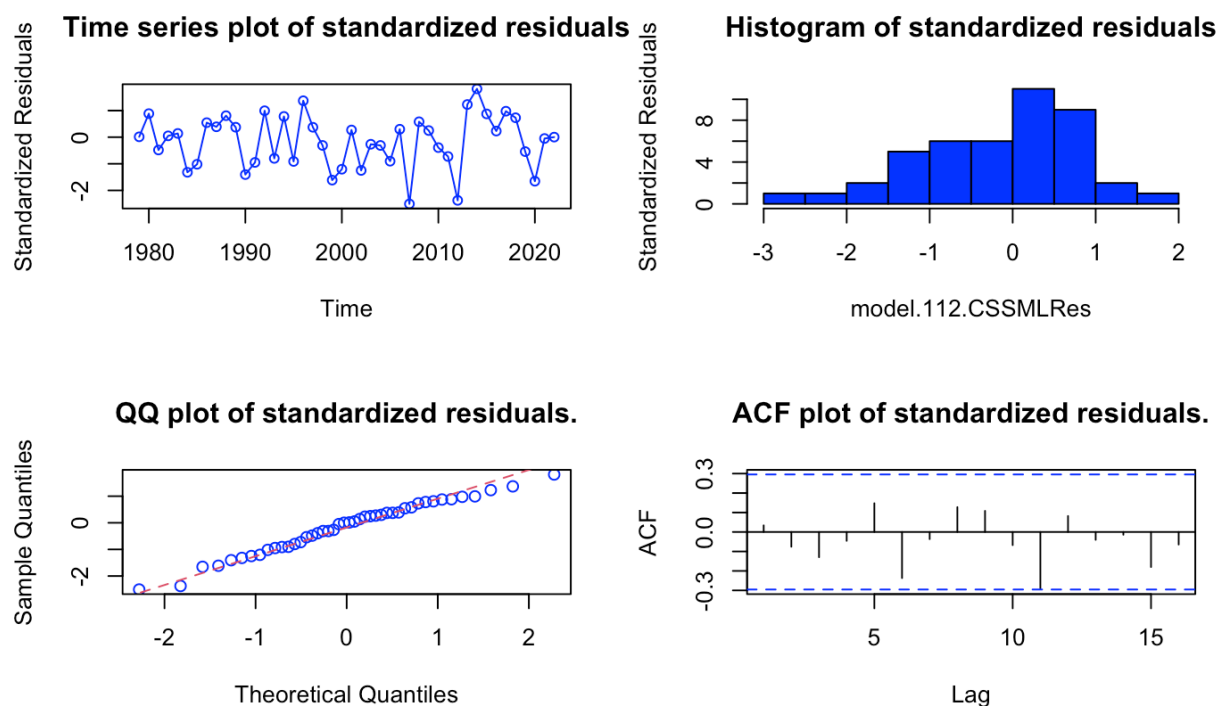 Time series plot of standardized residuals
Standardized Residuals
0
-2
1980 1990 2000 2010 2020
Time
Histogram of standardized residuals
Standardized Residuals
8
4
0
-3 -2 -1 0 1 2
model.112.CSSMLRes
QQ plot of standardized residuals.
Sample Quantiles
0
-2
-2 -1 0 1 2
Theoretical Quantiles
ACF plot of standardized residuals.
ACF
0.3
0.0
-0.3
5 10 15
Lag